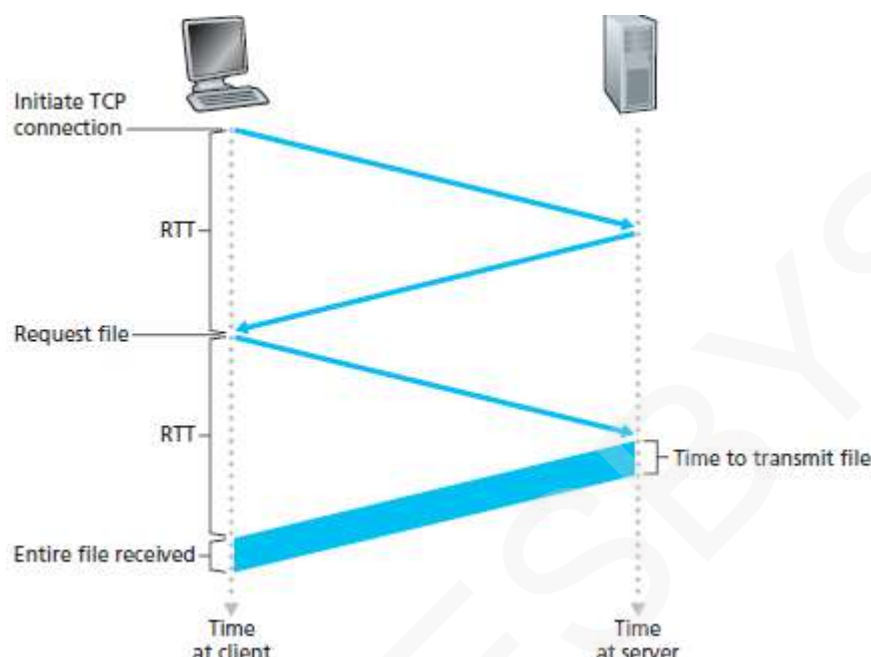 Initiate TCP
connection
RTT
Request file
RTT
Time to transmit file
Entire file received
Time
at client
Time
at server